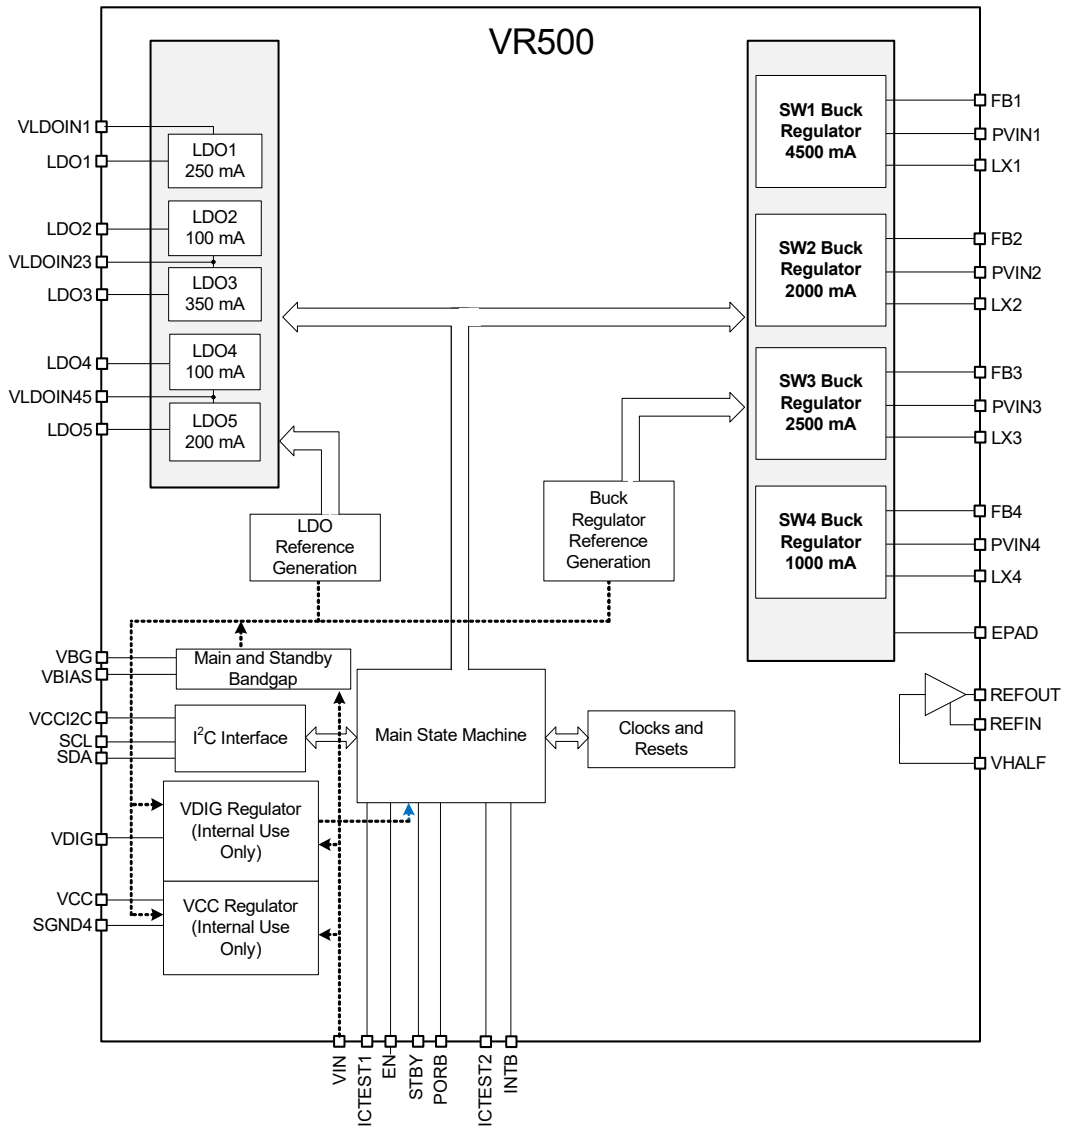 VR500
VLDOIN1
LDO1
LDO2
VLDOIN23
LDO3
LDO4
VLDOIN45
LDO5
LDO1
250 mA
LDO2
100 mA
LDO3
350 mA
LDO4
100 mA
LDO5
200 mA
SW1 Buck
Regulator
4500 mA
SW2 Buck
Regulator
2000 mA
SW3 Buck
Regulator
2500 mA
SW4 Buck
Regulator
1000 mA
FB1
PVIN1
LX1
FB2
PVIN2
LX2
FB3
PVIN3
LX3
FB4
PVIN4
LX4
EPAD
REFOUT
REFIN
VHALF
LDO
Reference
Generation
Buck
Regulator
Reference
Generation
VBG
VBIAS
VCCI2C
SCL
SDA
VDIG
VCC
SGND4
Main and Standby
Bandgap
I²C Interface
Main State Machine
Clocks and
Resets
VDIG Regulator
(Internal Use
Only)
VCC Regulator
(Internal Use
Only)
VIN
ICTEST1
EN
STBY
PORB
ICTEST2
INTB